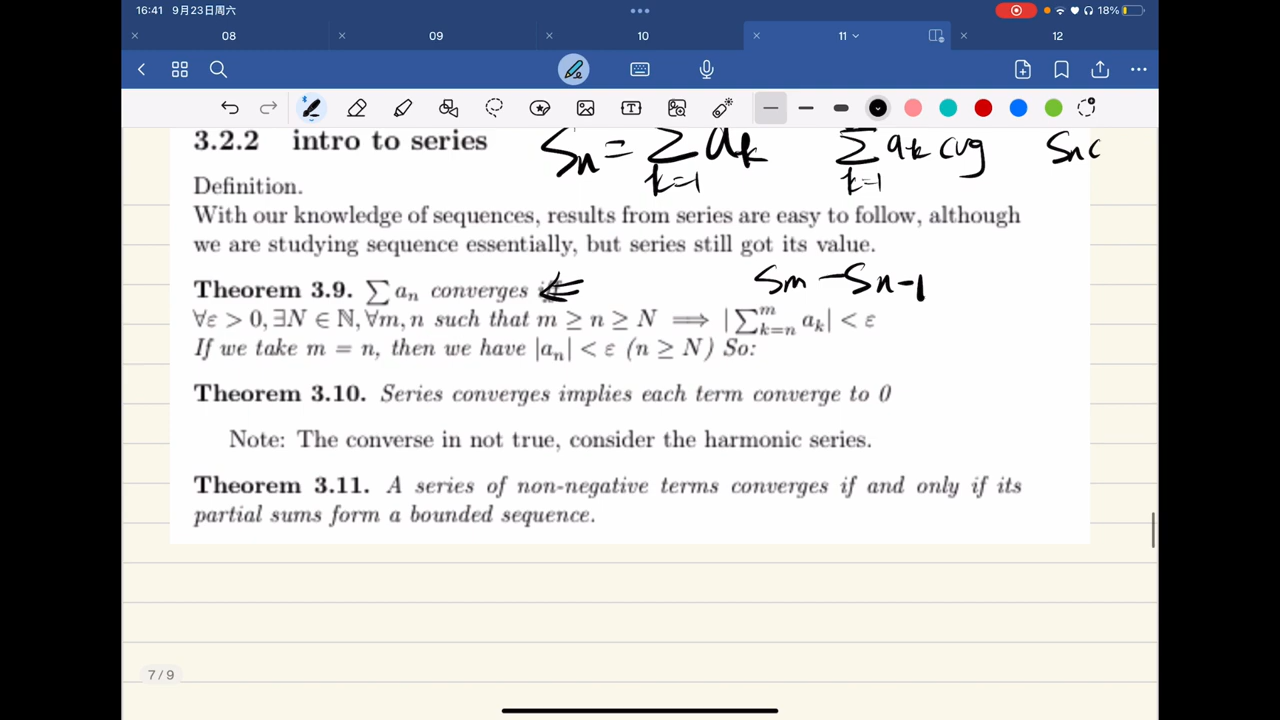 16:41 9月23日周六
18%
08 09 10 11 12
3.2.2 intro to series
Sn = ∑ ak k=1
∑ ak cvg k=1
Sn c
Definition.
With our knowledge of sequences, results from series are easy to follow, although
we are studying sequence essentially, but series still got its value.
Sm - Sn-1
Theorem 3.9. ∑ an converges
∀ε > 0, ∃N ∈ ℕ, ∀m, n such that m ≥ n ≥ N ⟹ |∑_{k=n}^{m} ak| < ε
If we take m = n, then we have |an| < ε (n ≥ N) So:
Theorem 3.10. Series converges implies each term converge to 0
Note: The converse in not true, consider the harmonic series.
Theorem 3.11. A series of non-negative terms converges if and only if its
partial sums form a bounded sequence.
7 / 9